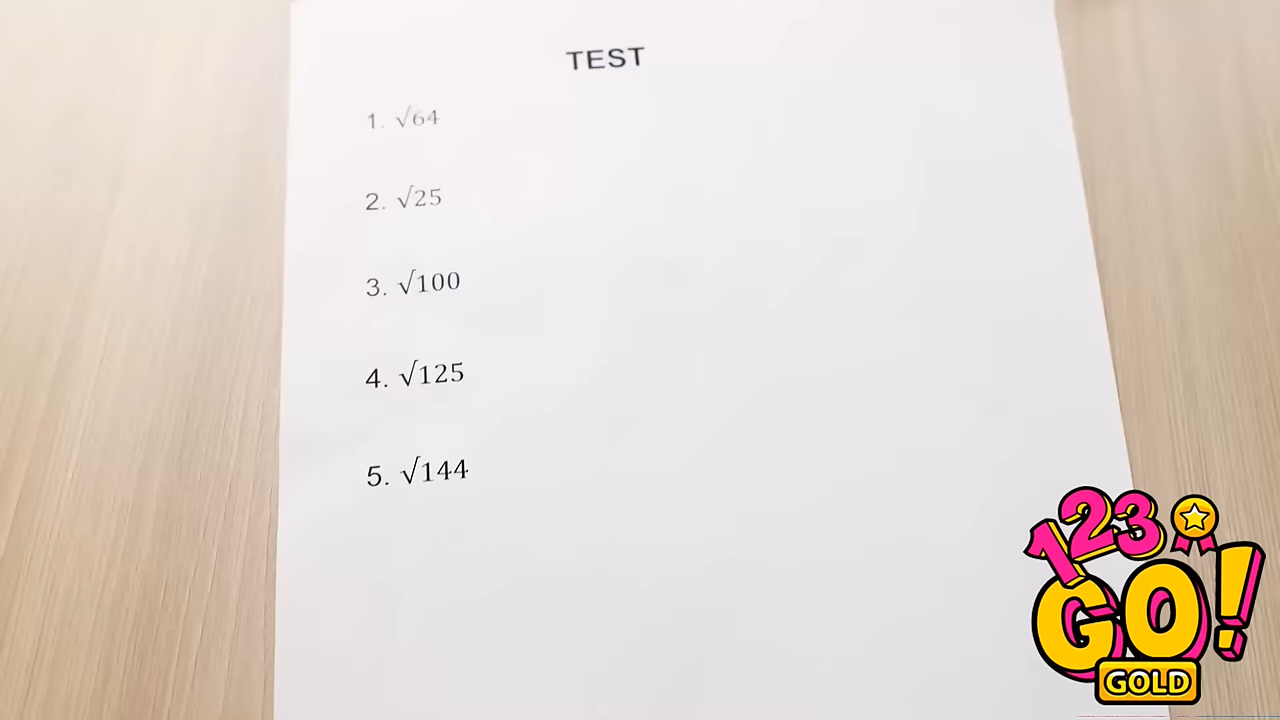 TEST
1. √64
2. √25
3. √100
4. √125
5. √144
123
GO!
GOLD